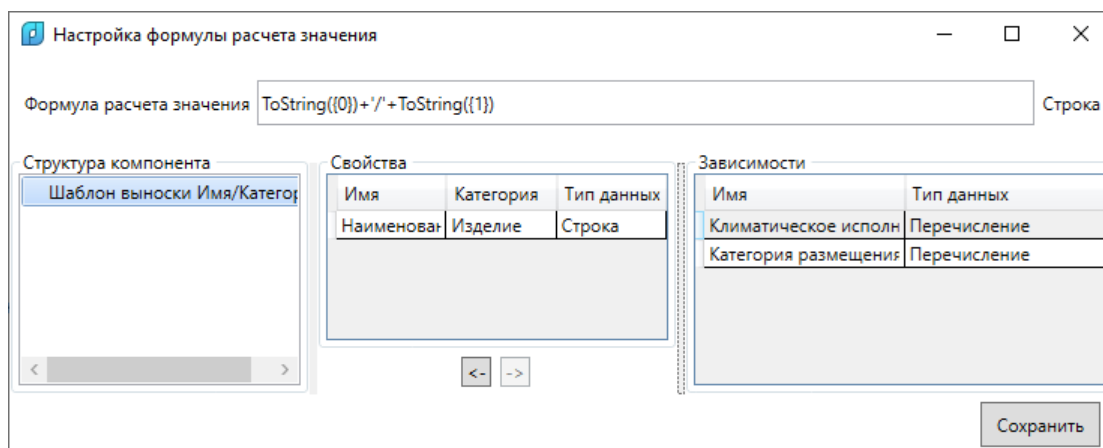 Настройка формулы расчета значения
Формула расчета значения ToString({0})+'/'+ToString({1}) Строка
Структура компонента Свойства Зависимости
Шаблон выноски Имя/Категор Имя Категория Тип данных Имя Тип данных
Наименован Изделие Строка Климатическое исполн Перечисление
Категория размещения Перечисление
<- ->
Сохранить